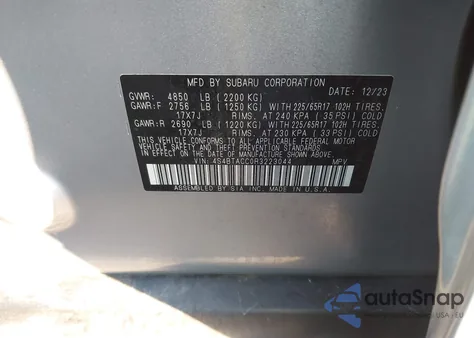 MFD BY SUBARU CORPORATION DATE: 12/23
GVWR: 4850 LB (2200 KG)
GAWR:F 2756 LB (1250 KG) WITH 225/65R17 102H TIRES,
17X7J RIMS, AT 240 KPA (35 PSI) COLD
GAWR:R 2690 LB (1220 KG) WITH 225/65R17 102H TIRES,
17X7J RIMS, AT 230 KPA (33 PSI) COLD
THIS VEHICLE CONFORMS TO ALL APPLICABLE FEDERAL MOTOR
VEHICLE SAFETY AND THEFT PREVENTION STANDARDS
IN EFFECT ON THE DATE OF MANUFACTURE SHOWN ABOVE.
VIN: 4S4BTACC0R3223044 MPV
ASSEMBLED BY SIA INC. MADE IN U.S.A.
autoSnap
USA - EU